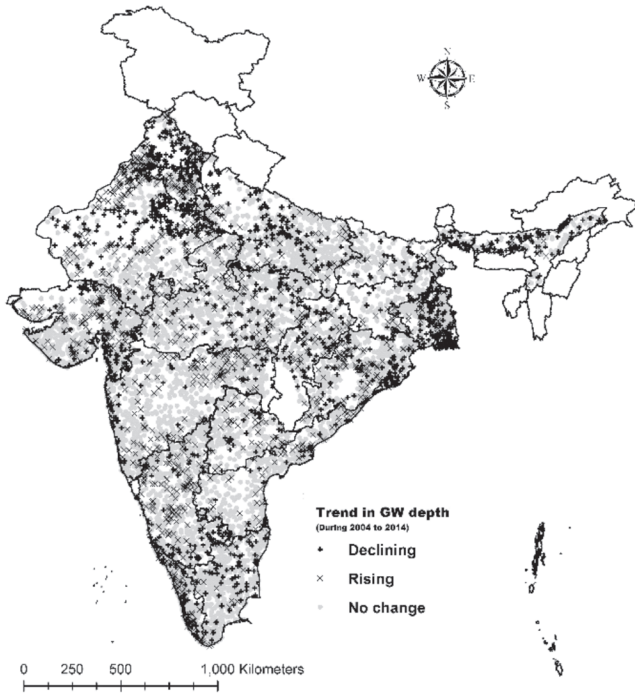 N
W E
S
Trend in GW depth
(During 2004 to 2014)
Declining
Rising
No change
0 250 500 1,000 Kilometers